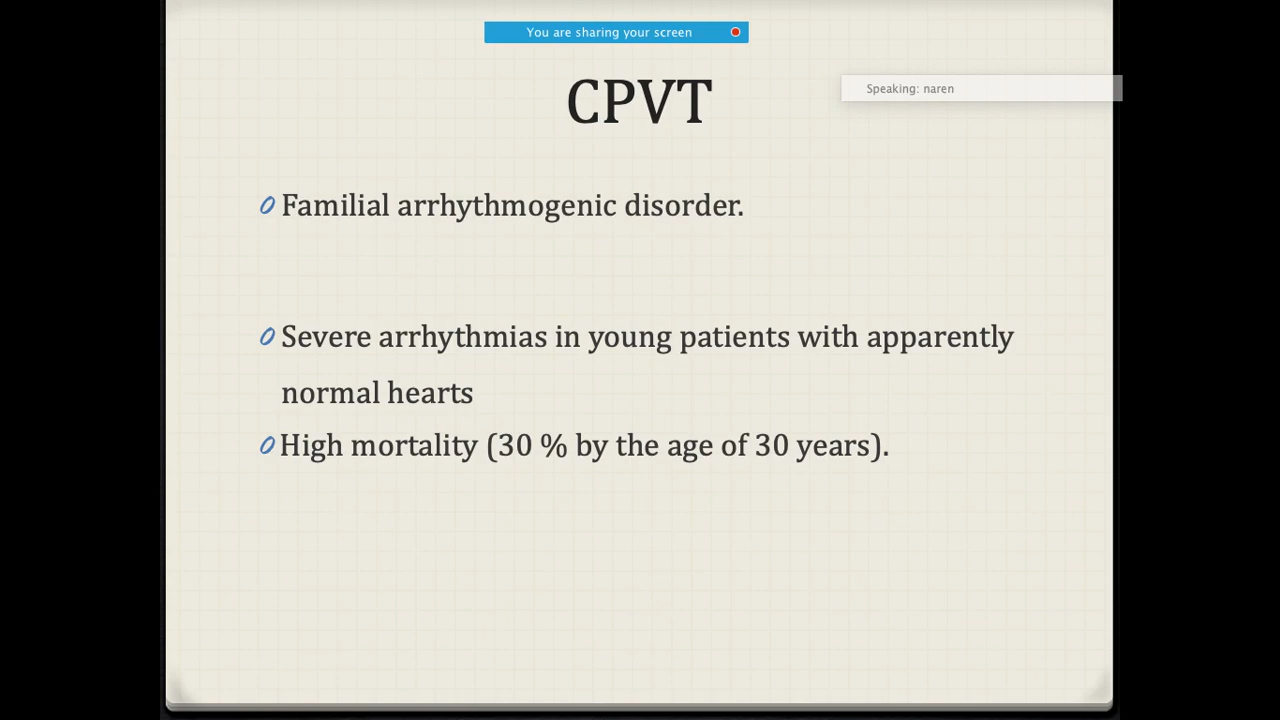 You are sharing your screen
CPVT
Speaking: naren
Familial arrhythmogenic disorder.
Severe arrhythmias in young patients with apparently
normal hearts
High mortality (30 % by the age of 30 years).